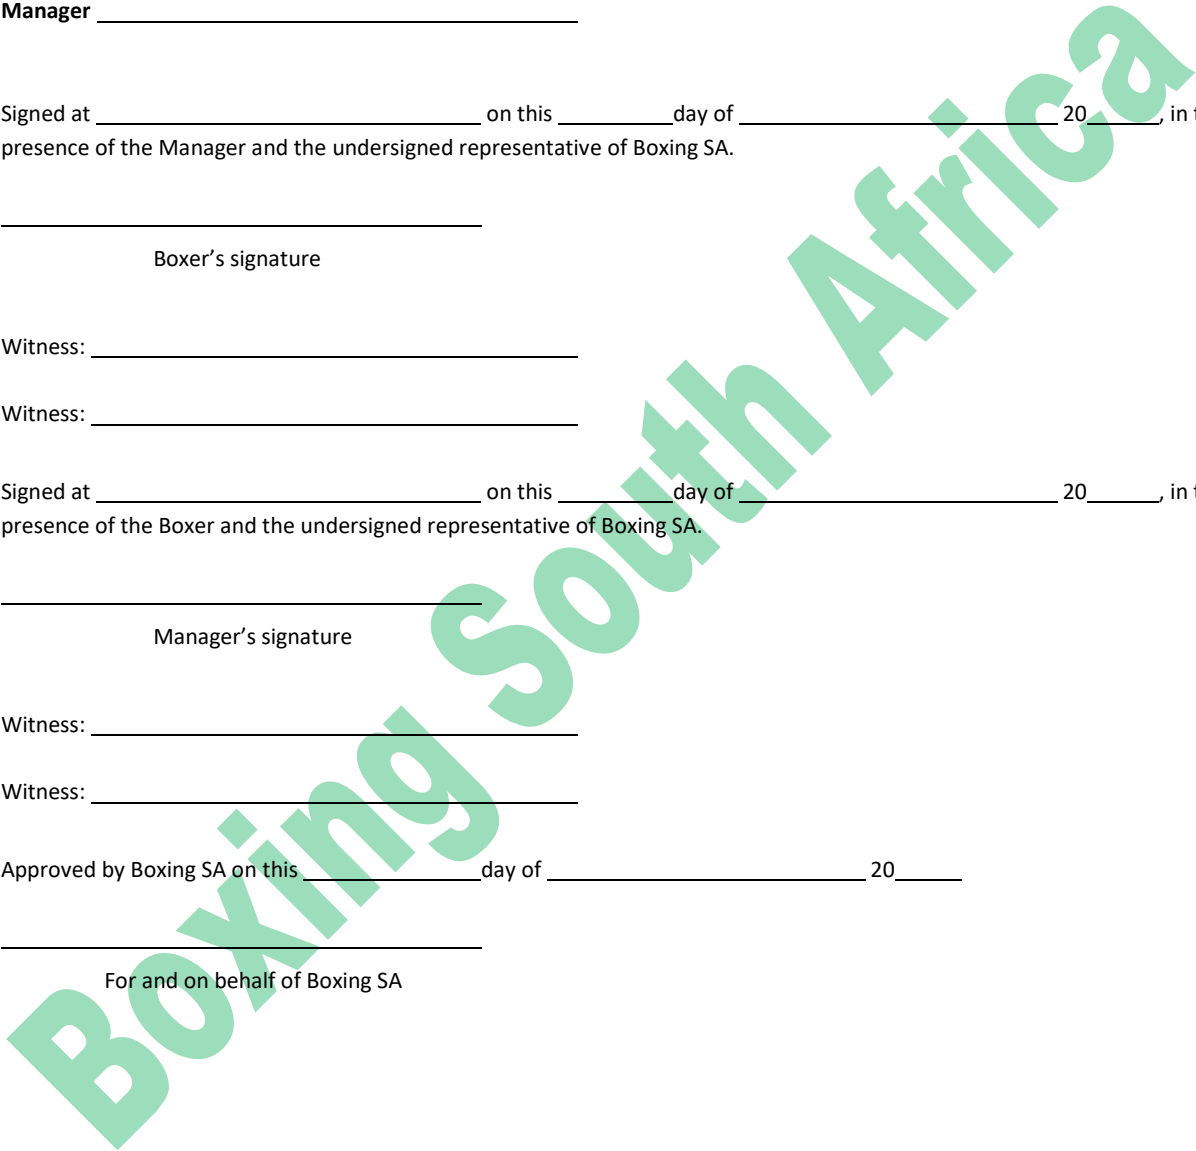 Manager
Signed at on this day of 20 , in t
presence of the Manager and the undersigned representative of Boxing SA.
Boxer’s signature
Witness:
Witness:
Signed at on this day of 20 , in t
presence of the Boxer and the undersigned representative of Boxing SA.
Manager’s signature
Witness:
Witness:
Approved by Boxing SA on this day of 20
For and on behalf of Boxing SA
Boxing South Africa